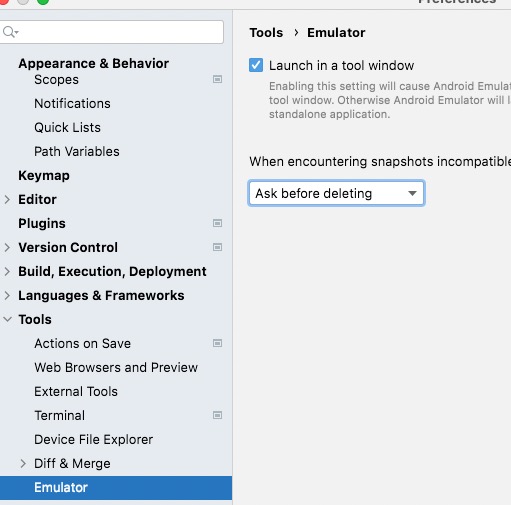 Preferences
Tools › Emulator
Appearance & Behavior
Scopes
Notifications
Quick Lists
Path Variables
Keymap
Editor
Plugins
Version Control
Build, Execution, Deployment
Languages & Frameworks
Tools
Actions on Save
Web Browsers and Preview
External Tools
Terminal
Device File Explorer
Diff & Merge
Emulator
Launch in a tool window
Enabling this setting will cause Android Emulat
tool window. Otherwise Android Emulator will l
standalone application.
When encountering snapshots incompatible
Ask before deleting